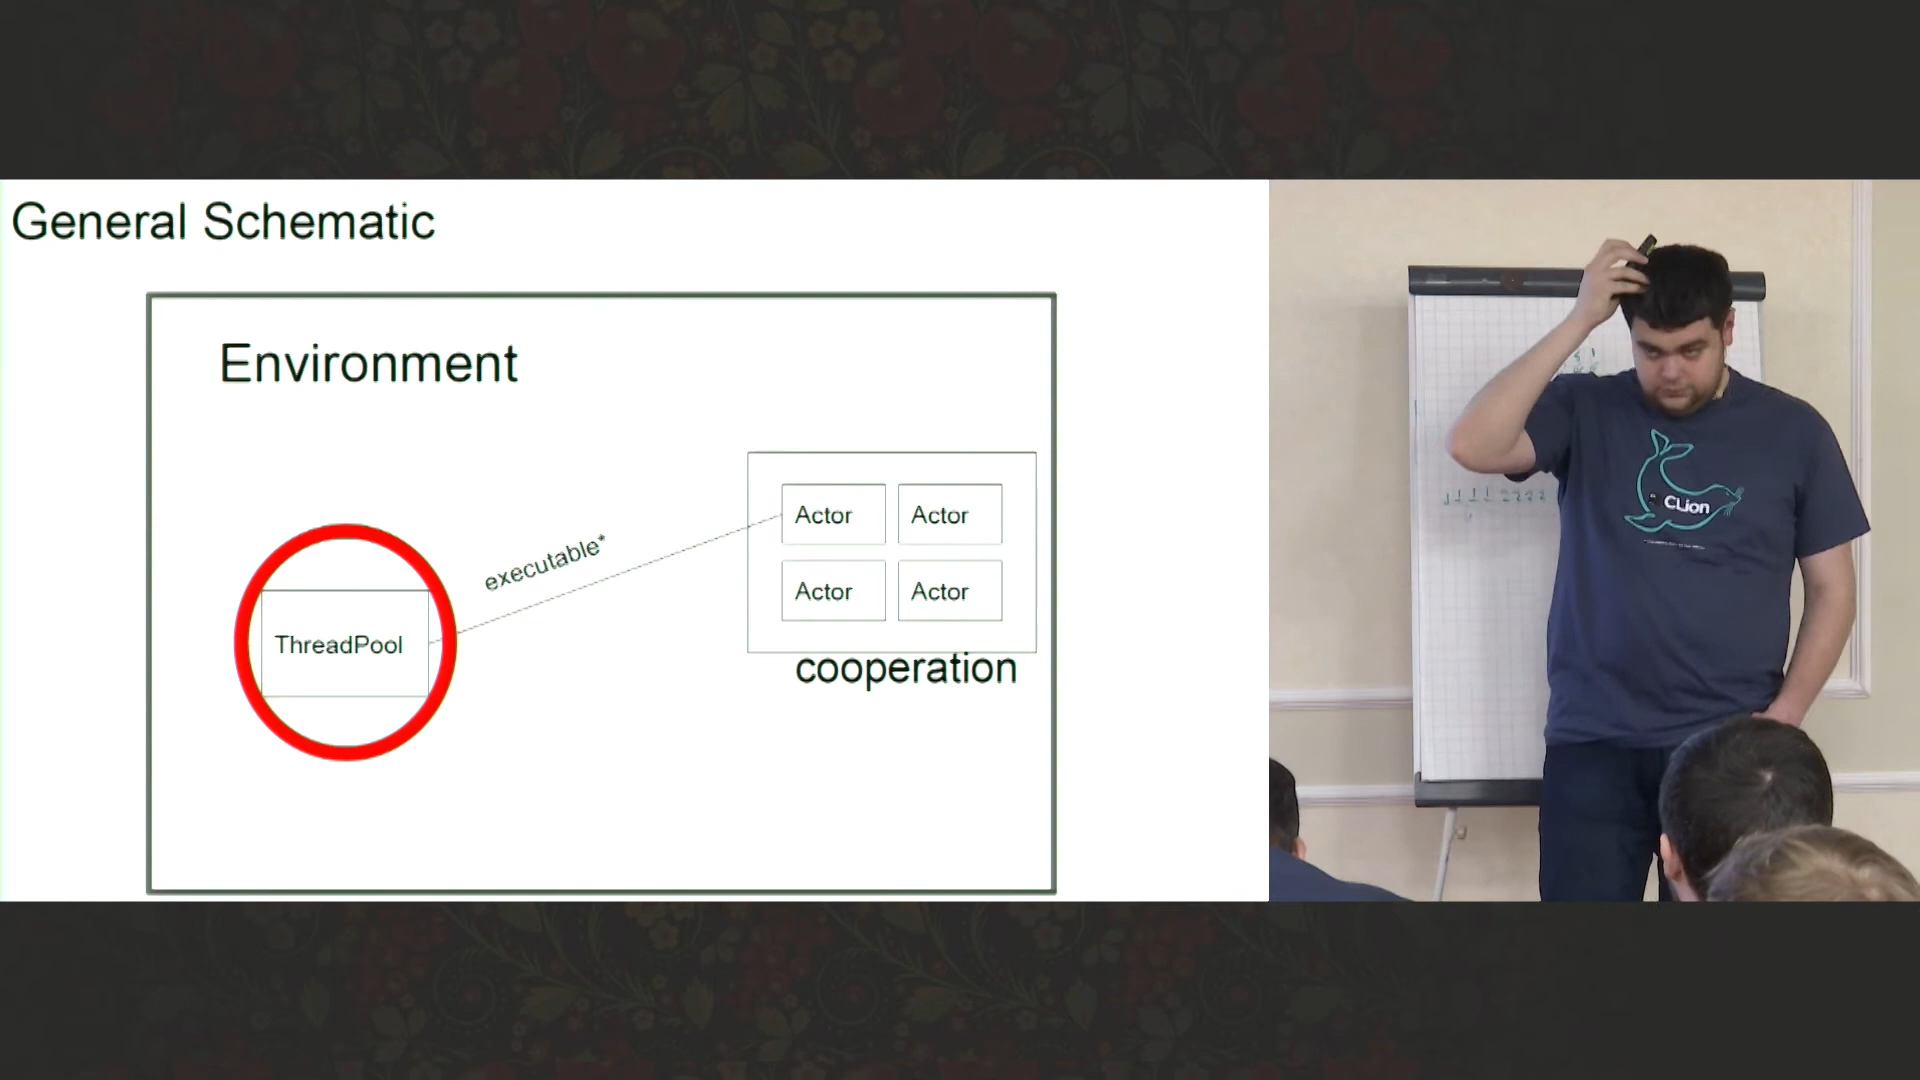 General Schematic
Environment
Actor Actor
executable*
Actor Actor
ThreadPool
cooperation
CLion